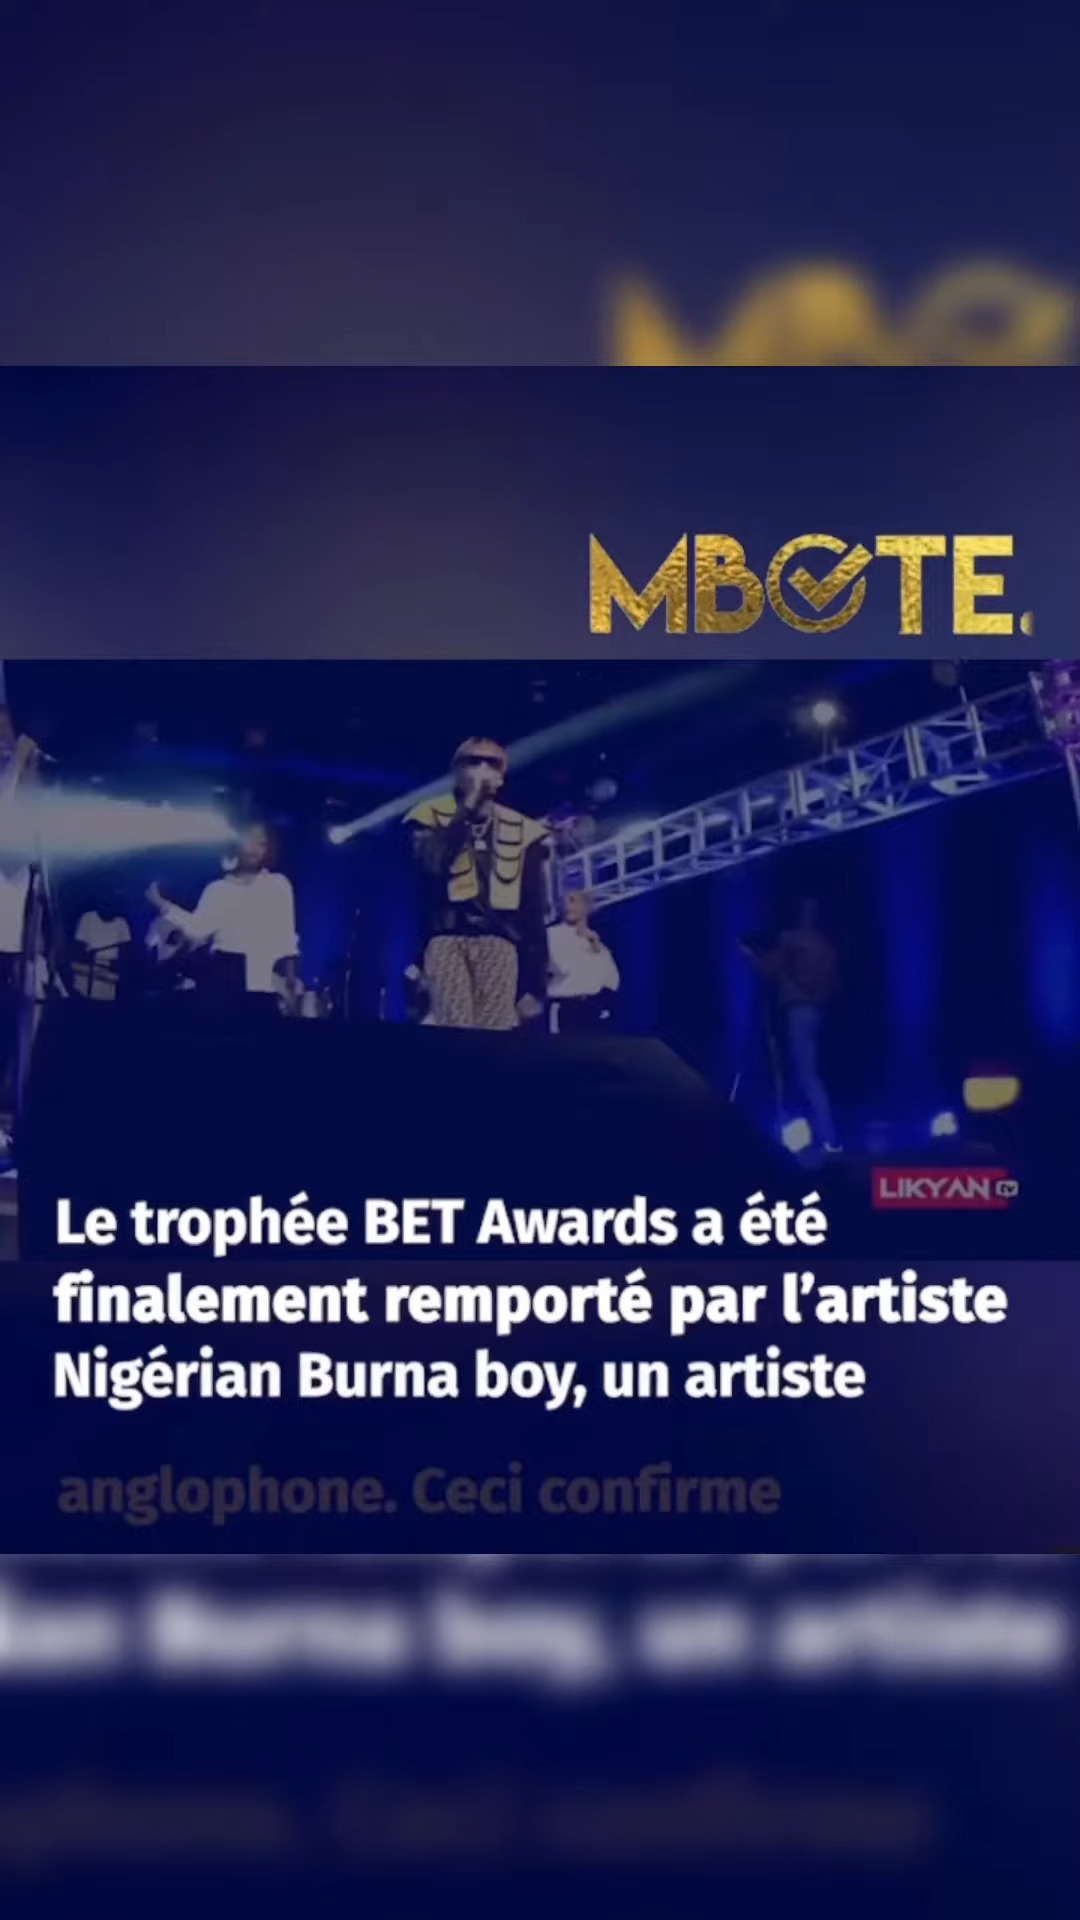 MBOTE.
LIKYAN TV
Le trophée BET Awards a été
finalement remporté par l’artiste
Nigérian Burna boy, un artiste
anglophone. Ceci confirme